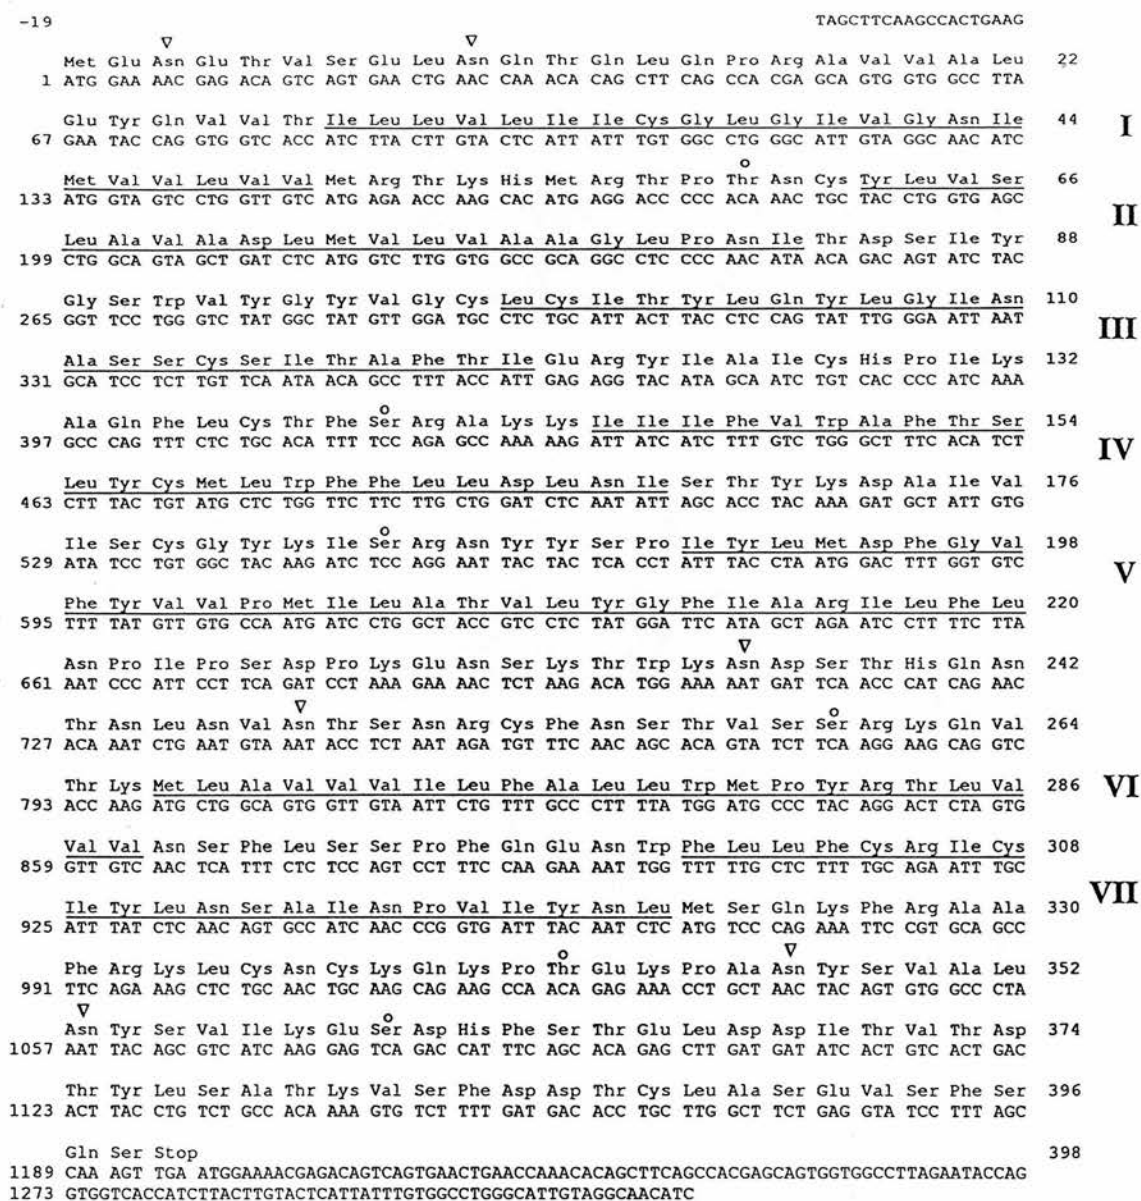 -19 TAGCTTCAAGCCACTGAAG
∇ ∇
Met Glu Asn Glu Thr Val Ser Glu Leu Asn Gln Thr Gln Leu Gln Pro Arg Ala Val Val Ala Leu 22
1 ATG GAA AAC GAG ACA GTC AGT GAA CTG AAC CAA ACA CAG CTT CAG CCA CGA GCA GTG GTG GCC TTA
Glu Tyr Gln Val Val Thr Ile Leu Leu Val Leu Ile Ile Cys Gly Leu Gly Ile Val Gly Asn Ile 44 I
67 GAA TAC CAG GTG GTC ACC ATC TTA CTT GTA CTC ATT ATT TGT GGC CTG GGC ATT GTA GGC AAC ATC
o
Met Val Val Leu Val Val Met Arg Thr Lys His Met Arg Thr Pro Thr Asn Cys Tyr Leu Val Ser 66
133 ATG GTA GTC CTG GTT GTC ATG AGA ACC AAG CAC ATG AGG ACC CCC ACA AAC TGC TAC CTG GTG AGC
II
Leu Ala Val Ala Asp Leu Met Val Leu Val Ala Ala Gly Leu Pro Asn Ile Thr Asp Ser Ile Tyr 88
199 CTG GCA GTA GCT GAT CTC ATG GTC TTG GTG GCC GCA GGC CTC CCC AAC ATA ACA GAC AGT ATC TAC
Gly Ser Trp Val Tyr Gly Tyr Val Gly Cys Leu Cys Ile Thr Tyr Leu Gln Tyr Leu Gly Ile Asn 110
265 GGT TCC TGG GTC TAT GGC TAT GTT GGA TGC CTC TGC ATT ACT TAC CTC CAG TAT TTG GGA ATT AAT
III
Ala Ser Ser Cys Ser Ile Thr Ala Phe Thr Ile Glu Arg Tyr Ile Ala Ile Cys His Pro Ile Lys 132
331 GCA TCC TCT TGT TCA ATA ACA GCC TTT ACC ATT GAG AGG TAC ATA GCA ATC TGT CAC CCC ATC AAA
o
Ala Gln Phe Leu Cys Thr Phe Ser Arg Ala Lys Lys Ile Ile Ile Phe Val Trp Ala Phe Thr Ser 154
397 GCC CAG TTT CTC TGC ACA TTT TCC AGA GCC AAA AAG ATT ATC ATC TTT GTC TGG GCT TTC ACA TCT
IV
Leu Tyr Cys Met Leu Trp Phe Phe Leu Leu Asp Leu Asn Ile Ser Thr Tyr Lys Asp Ala Ile Val 176
463 CTT TAC TGT ATG CTC TGG TTC TTC TTG CTG GAT CTC AAT ATT AGC ACC TAC AAA GAT GCT ATT GTG
o
Ile Ser Cys Gly Tyr Lys Ile Ser Arg Asn Tyr Tyr Ser Pro Ile Tyr Leu Met Asp Phe Gly Val 198
529 ATA TCC TGT GGC TAC AAG ATC TCC AGG AAT TAC TAC TCA CCT ATT TAC CTA ATG GAC TTT GGT GTC
V
Phe Tyr Val Val Pro Met Ile Leu Ala Thr Val Leu Tyr Gly Phe Ile Ala Arg Ile Leu Phe Leu 220
595 TTT TAT GTT GTG CCA ATG ATC CTG GCT ACC GTC CTC TAT GGA TTC ATA GCT AGA ATC CTT TTC TTA
∇
Asn Pro Ile Pro Ser Asp Pro Lys Glu Asn Ser Lys Thr Trp Lys Asn Asp Ser Thr His Gln Asn 242
661 AAT CCC ATT CCT TCA GAT CCT AAA GAA AAC TCT AAG ACA TGG AAA AAT GAT TCA ACC CAT CAG AAC
∇ o
Thr Asn Leu Asn Val Asn Thr Ser Asn Arg Cys Phe Asn Ser Thr Val Ser Ser Arg Lys Gln Val 264
727 ACA AAT CTG AAT GTA AAT ACC TCT AAT AGA TGT TTC AAC AGC ACA GTA TCT TCA AGG AAG CAG GTC
Thr Lys Met Leu Ala Val Val Val Ile Leu Phe Ala Leu Leu Trp Met Pro Tyr Arg Thr Leu Val 286 VI
793 ACC AAG ATG CTG GCA GTG GTT GTA ATT CTG TTT GCC CTT TTA TGG ATG CCC TAC AGG ACT CTA GTG
Val Val Asn Ser Phe Leu Ser Ser Pro Phe Gln Glu Asn Trp Phe Leu Leu Phe Cys Arg Ile Cys 308
859 GTT GTC AAC TCA TTT CTC TCC AGT CCT TTC CAA GAA AAT TGG TTT TTG CTC TTT TGC AGA ATT TGC
VII
Ile Tyr Leu Asn Ser Ala Ile Asn Pro Val Ile Tyr Asn Leu Met Ser Gln Lys Phe Arg Ala Ala 330
925 ATT TAT CTC AAC AGT GCC ATC AAC CCG GTG ATT TAC AAT CTC ATG TCC CAG AAA TTC CGT GCA GCC
o ∇
Phe Arg Lys Leu Cys Asn Cys Lys Gln Lys Pro Thr Glu Lys Pro Ala Asn Tyr Ser Val Ala Leu 352
991 TTC AGA AAG CTC TGC AAC TGC AAG CAG AAG CCA ACA GAG AAA CCT GCT AAC TAC AGT GTG GCC CTA
∇ o
Asn Tyr Ser Val Ile Lys Glu Ser Asp His Phe Ser Thr Glu Leu Asp Asp Ile Thr Val Thr Asp 374
1057 AAT TAC AGC GTC ATC AAG GAG TCA GAC CAT TTC AGC ACA GAG CTT GAT GAT ATC ACT GTC ACT GAC
Thr Tyr Leu Ser Ala Thr Lys Val Ser Phe Asp Asp Thr Cys Leu Ala Ser Glu Val Ser Phe Ser 396
1123 ACT TAC CTG TCT GCC ACA AAA GTG TCT TTT GAT GAC ACC TGC TTG GCT TCT GAG GTA TCC TTT AGC
Gln Ser Stop 398
1189 CAA AGT TGA ATGGAAAACGAGACAGTCAGTGAACTGAACCAAACACAGCTTCAGCCACGAGCAGTGGTGGCCTTAGAATACCAG
1273 GTGGTCACCATCTTACTTGTACTCATTATTTGTGGCCTGGGCATTGTAGGCAACATC